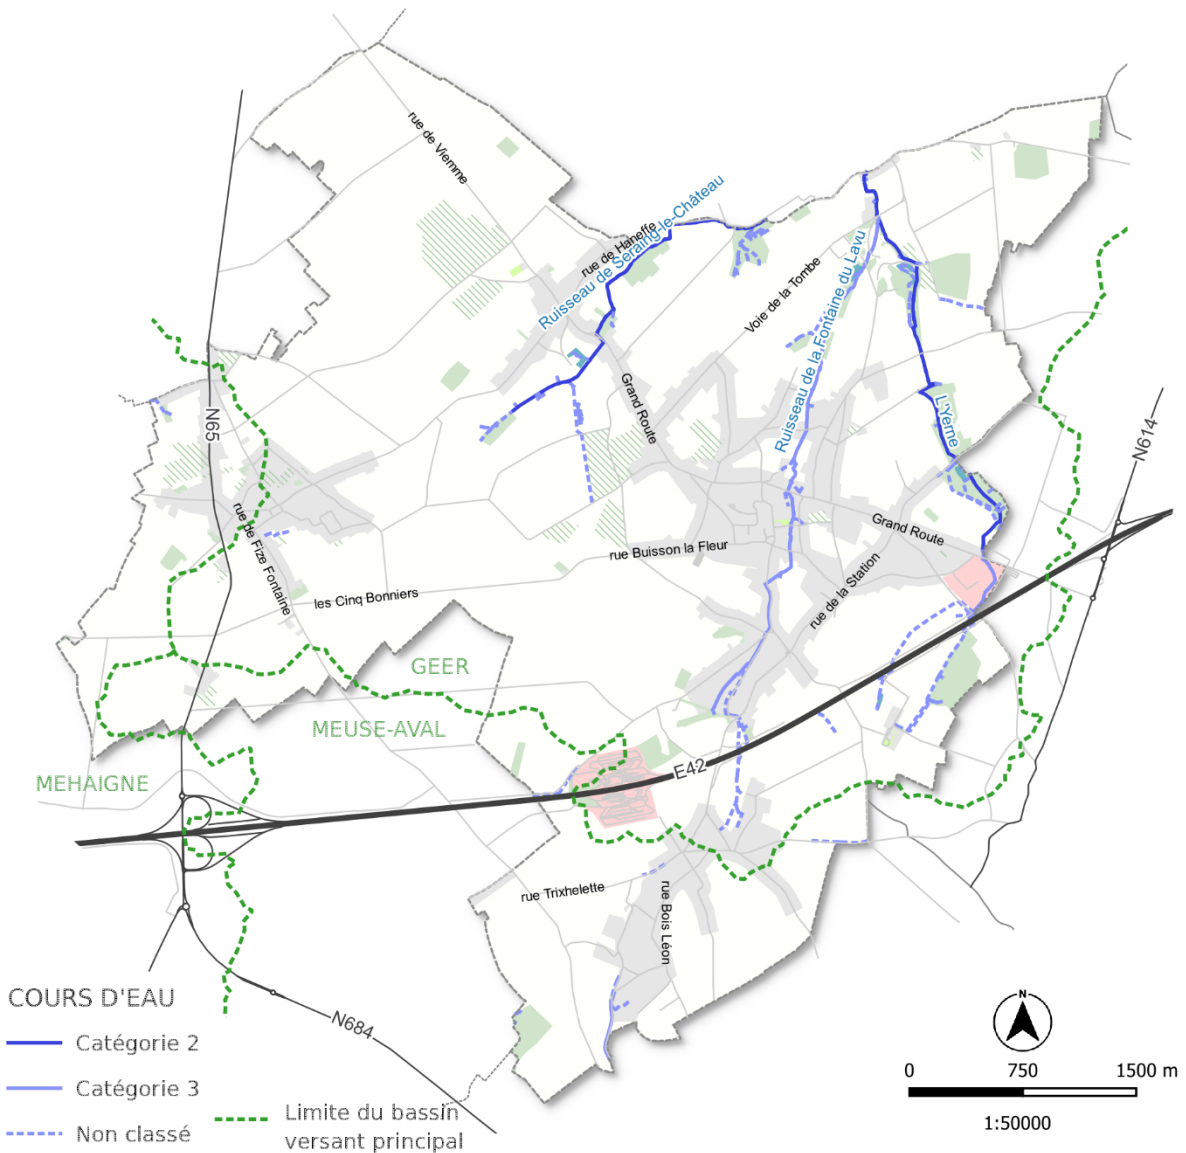 rue de Viemme
rue de Haneffe
Ruisseau de Seraing-le-Château
Voie de la Tombe
Ruisseau de la Fontaine du Lavu
L'Yerne
N65
Grand Route
N614
rue de Fize Fontaine
Grand Route
rue Buisson la Fleur
rue de la Station
les Cinq Bonniers
GEER
MEUSE-AVAL
MEHAIGNE
E42
rue Trixhelette
rue Bois Léon
N684
COURS D'EAU
Catégorie 2
Catégorie 3
Non classé
Limite du bassin
versant principal
N
0 750 1500 m
1:50000